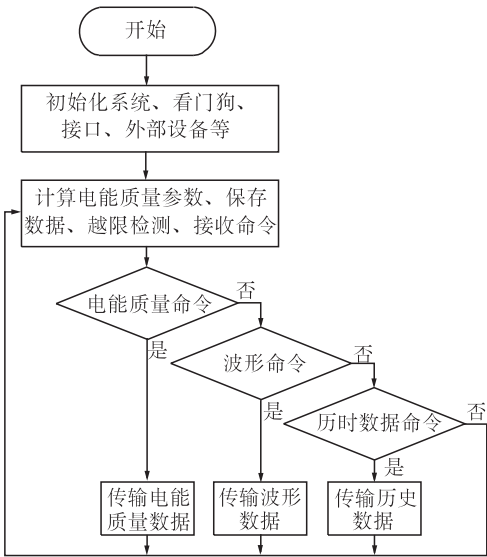 开始
初始化系统、看门狗、
接口、外部设备等
计算电能质量参数、保存
数据、越限检测、接收命令
电能质量命令
否
是
波形命令
否
是
历时数据命令
否
是
传输电能
质量数据
传输波形
数据
传输历史
数据